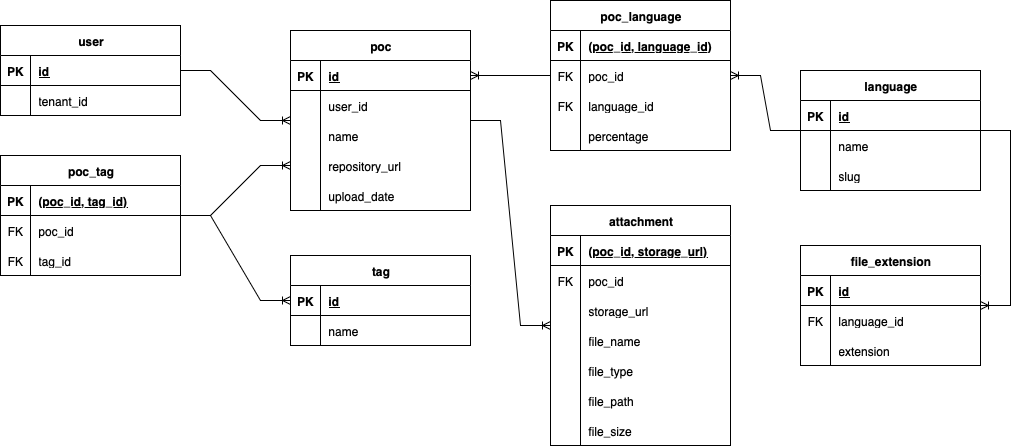 user
PK id
tenant_id
poc_tag
PK (poc_id, tag_id)
FK poc_id
FK tag_id
poc
PK id
user_id
name
repository_url
upload_date
tag
PK id
name
poc_language
PK (poc_id, language_id)
FK poc_id
FK language_id
percentage
attachment
PK (poc_id, storage_url)
FK poc_id
storage_url
file_name
file_type
file_path
file_size
language
PK id
name
slug
file_extension
PK id
FK language_id
extension